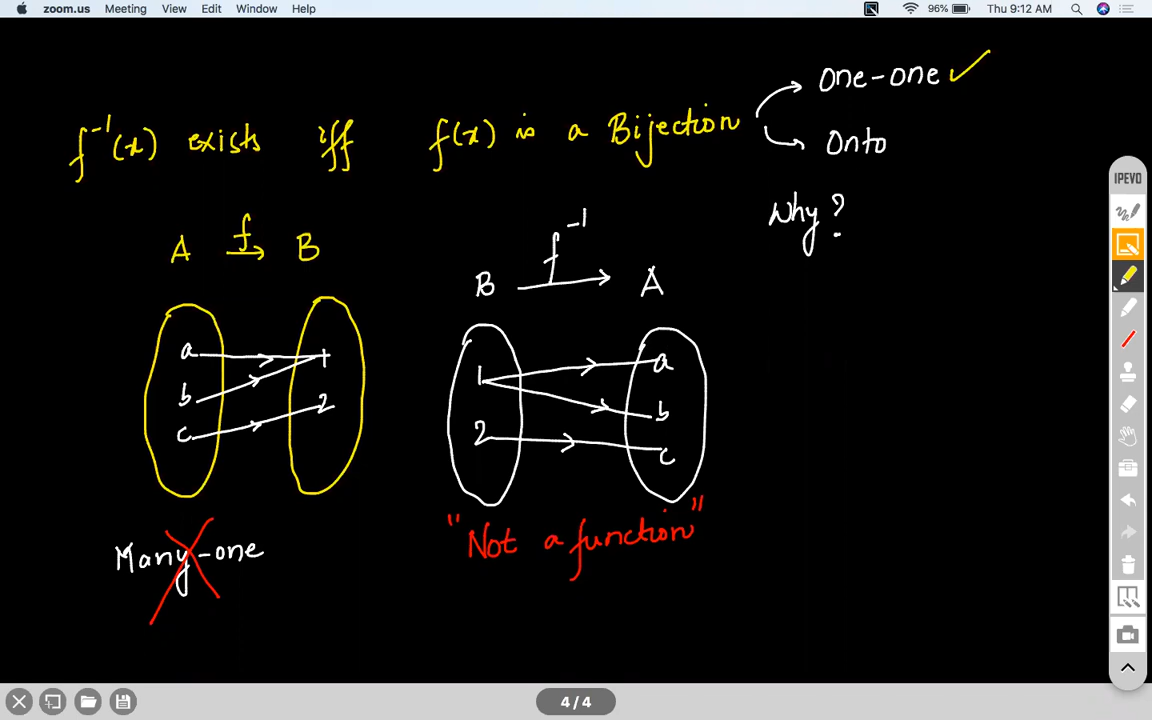 zoom.us Meeting View Edit Window Help 96% Thu 9:12 AM
One-one ✓
f⁻¹(x) exists iff f(x) is a Bijection
Onto
Why?
A f→ B
B f⁻¹→ A
a 1
b
c 2
1 a
b
2 c
Many-one
"Not a function"
IPEVO
4/4